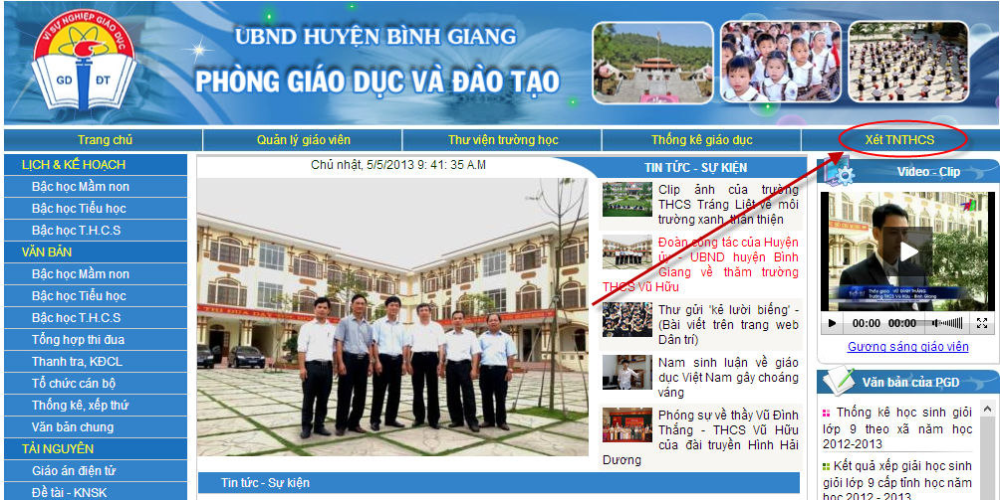 VÌ SỰ NGHIỆP GIÁO DỤC
GD ĐT
UBND HUYỆN BÌNH GIANG
PHÒNG GIÁO DỤC VÀ ĐÀO TẠO
Trang chủ
Quản lý giáo viên
Thư viện trường học
Thống kê giáo dục
Xét TNTHCS
LỊCH & KẾ HOẠCH
Bậc học Mầm non
Bậc học Tiểu học
Bậc học T.H.C.S
VĂN BẢN
Bậc học Mầm non
Bậc học Tiểu học
Bậc học T.H.C.S
Tổng hợp thi đua
Thanh tra, KĐCL
Tổ chức cán bộ
Thống kê, xếp thứ
Văn bản chung
TÀI NGUYÊN
Giáo án điện tử
Đề tài - KNSK
Chủ nhật, 5/5/2013 9: 41: 35 A.M
Tin tức - Sự kiện
TIN TỨC - SỰ KIỆN
Clip ảnh của trường
THCS Tráng Liệt về môi
trường xanh, thân thiện
Đoàn công tác của Huyện
ủy - UBND huyện Bình
Giang về thăm trường
THCS Vũ Hữu
Thư gửi 'kẻ lười biếng' -
(Bài viết trên trang web
Dân trí)
Nam sinh luận về giáo
dục Việt Nam gây choáng
váng
Phóng sự về thầy Vũ Đình
Thắng - THCS Vũ Hữu
của đài truyền Hình Hải
Dương
Video - Clip
Thầy giáo: VŨ ĐÌNH THẮNG
Trường THCS Vũ Hữu - Bình Giang
00:00 00:00
Gương sáng giáo viên
Văn bản của PGD
Thống kê học sinh giỏi
lớp 9 theo xã năm học
2012-2013
Kết quả xếp giải học sinh
giỏi lớp 9 cấp tỉnh năm học
2012 - 2013